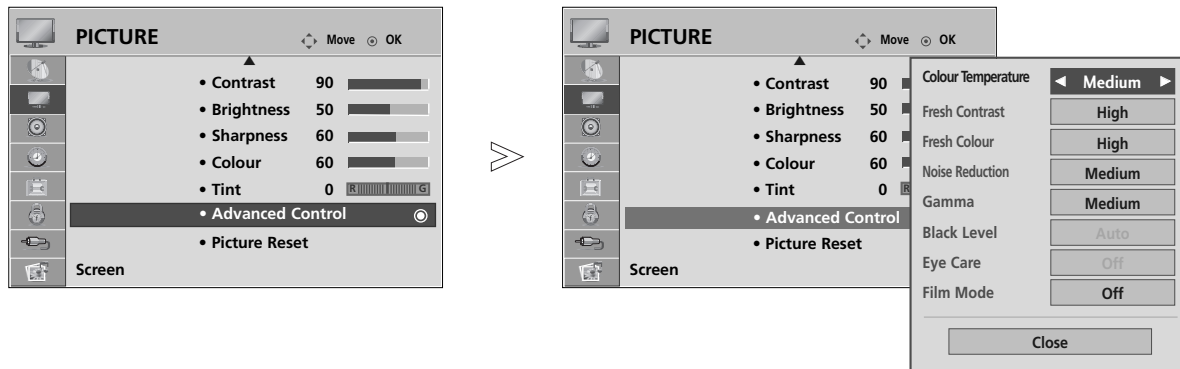 PICTURE Move OK
• Contrast 90
• Brightness 50
• Sharpness 60
• Colour 60
• Tint 0 R G
• Advanced Control
• Picture Reset
Screen
PICTURE Move OK
• Contrast 90
• Brightness 50
• Sharpness 60
• Colour 60
• Tint 0 R
• Advanced Control
• Picture Reset
Screen
Colour Temperature Medium
Fresh Contrast High
Fresh Colour High
Noise Reduction Medium
Gamma Medium
Black Level Auto
Eye Care Off
Film Mode Off
Close